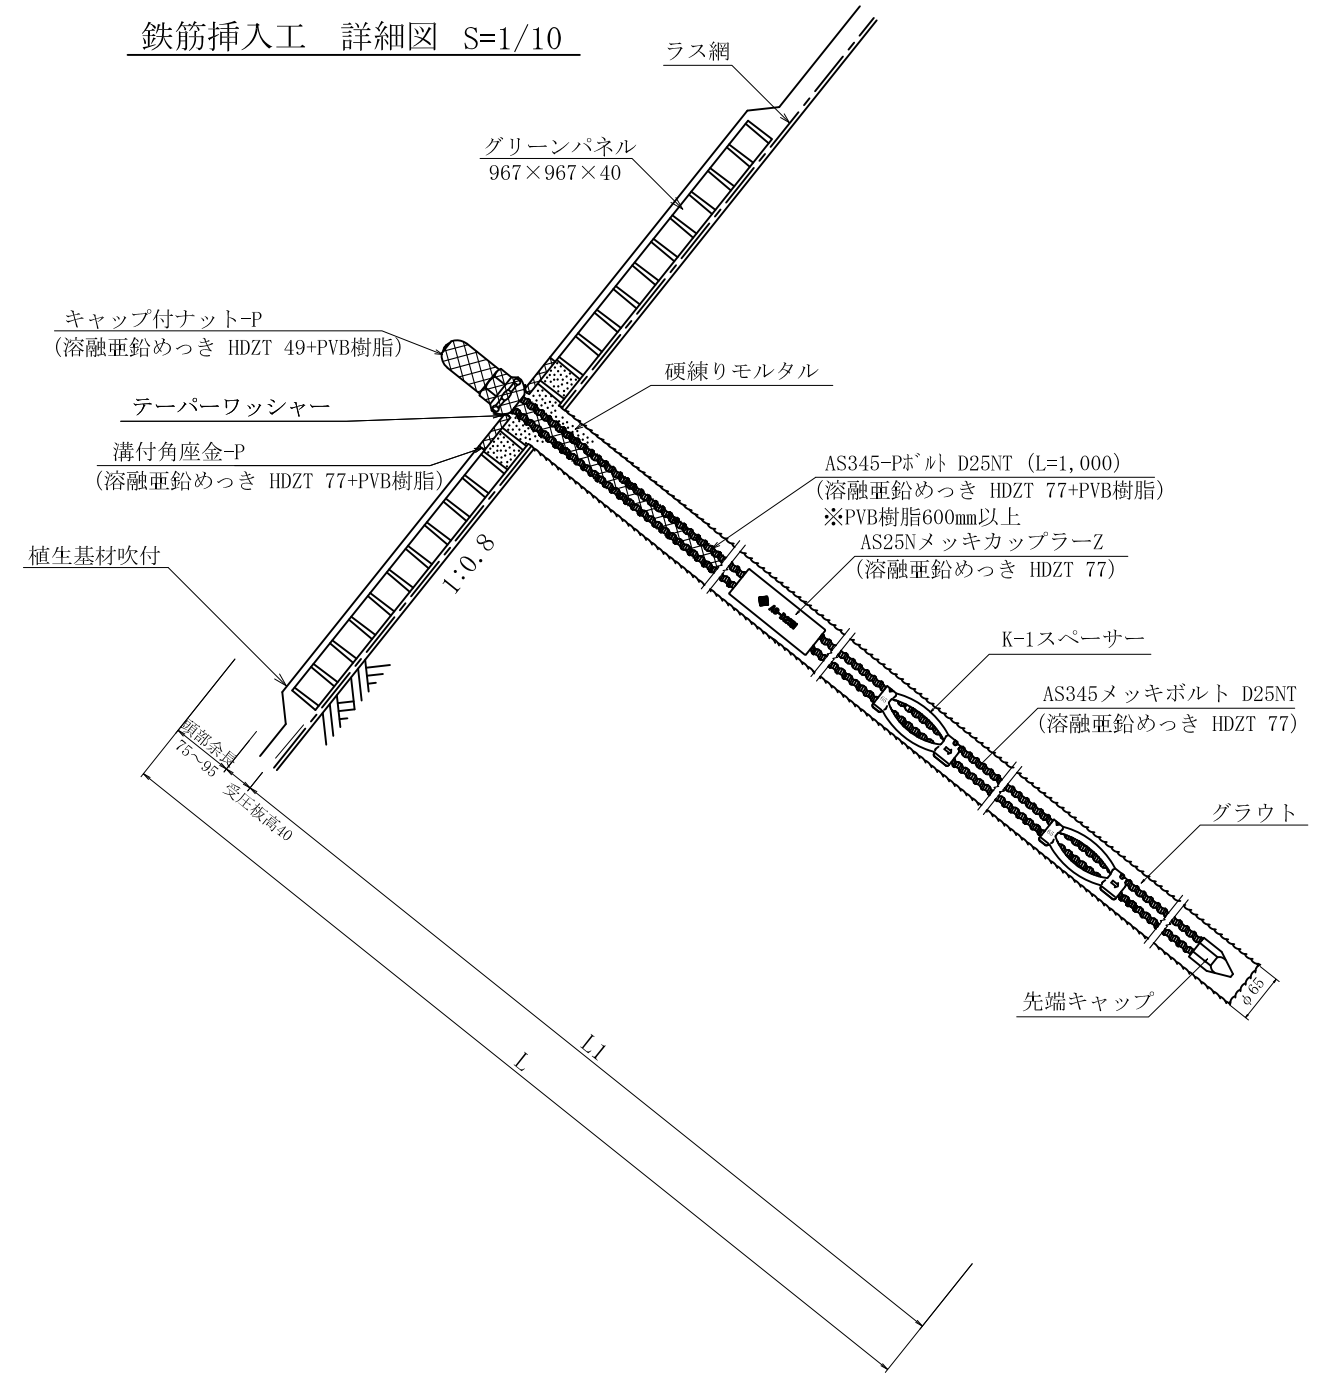 鉄筋挿入工　詳細図　S=1/10
ラス網
グリーンパネル
967×967×40
キャップ付ナット-P
(溶融亜鉛めっき HDZT 49+PVB樹脂)
硬練りモルタル
テーパーワッシャー
溝付角座金-P
(溶融亜鉛めっき HDZT 77+PVB樹脂)
AS345-Pボルト D25NT (L=1,000)
(溶融亜鉛めっき HDZT 77+PVB樹脂)
※PVB樹脂600mm以上
AS25NメッキカップラーZ
(溶融亜鉛めっき HDZT 77)
植生基材吹付
1:0.8
K-1スペーサー
AS345メッキボルト D25NT
(溶融亜鉛めっき HDZT 77)
頭部余長
75～95
受圧板高40
グラウト
先端キャップ
φ65
L1
L